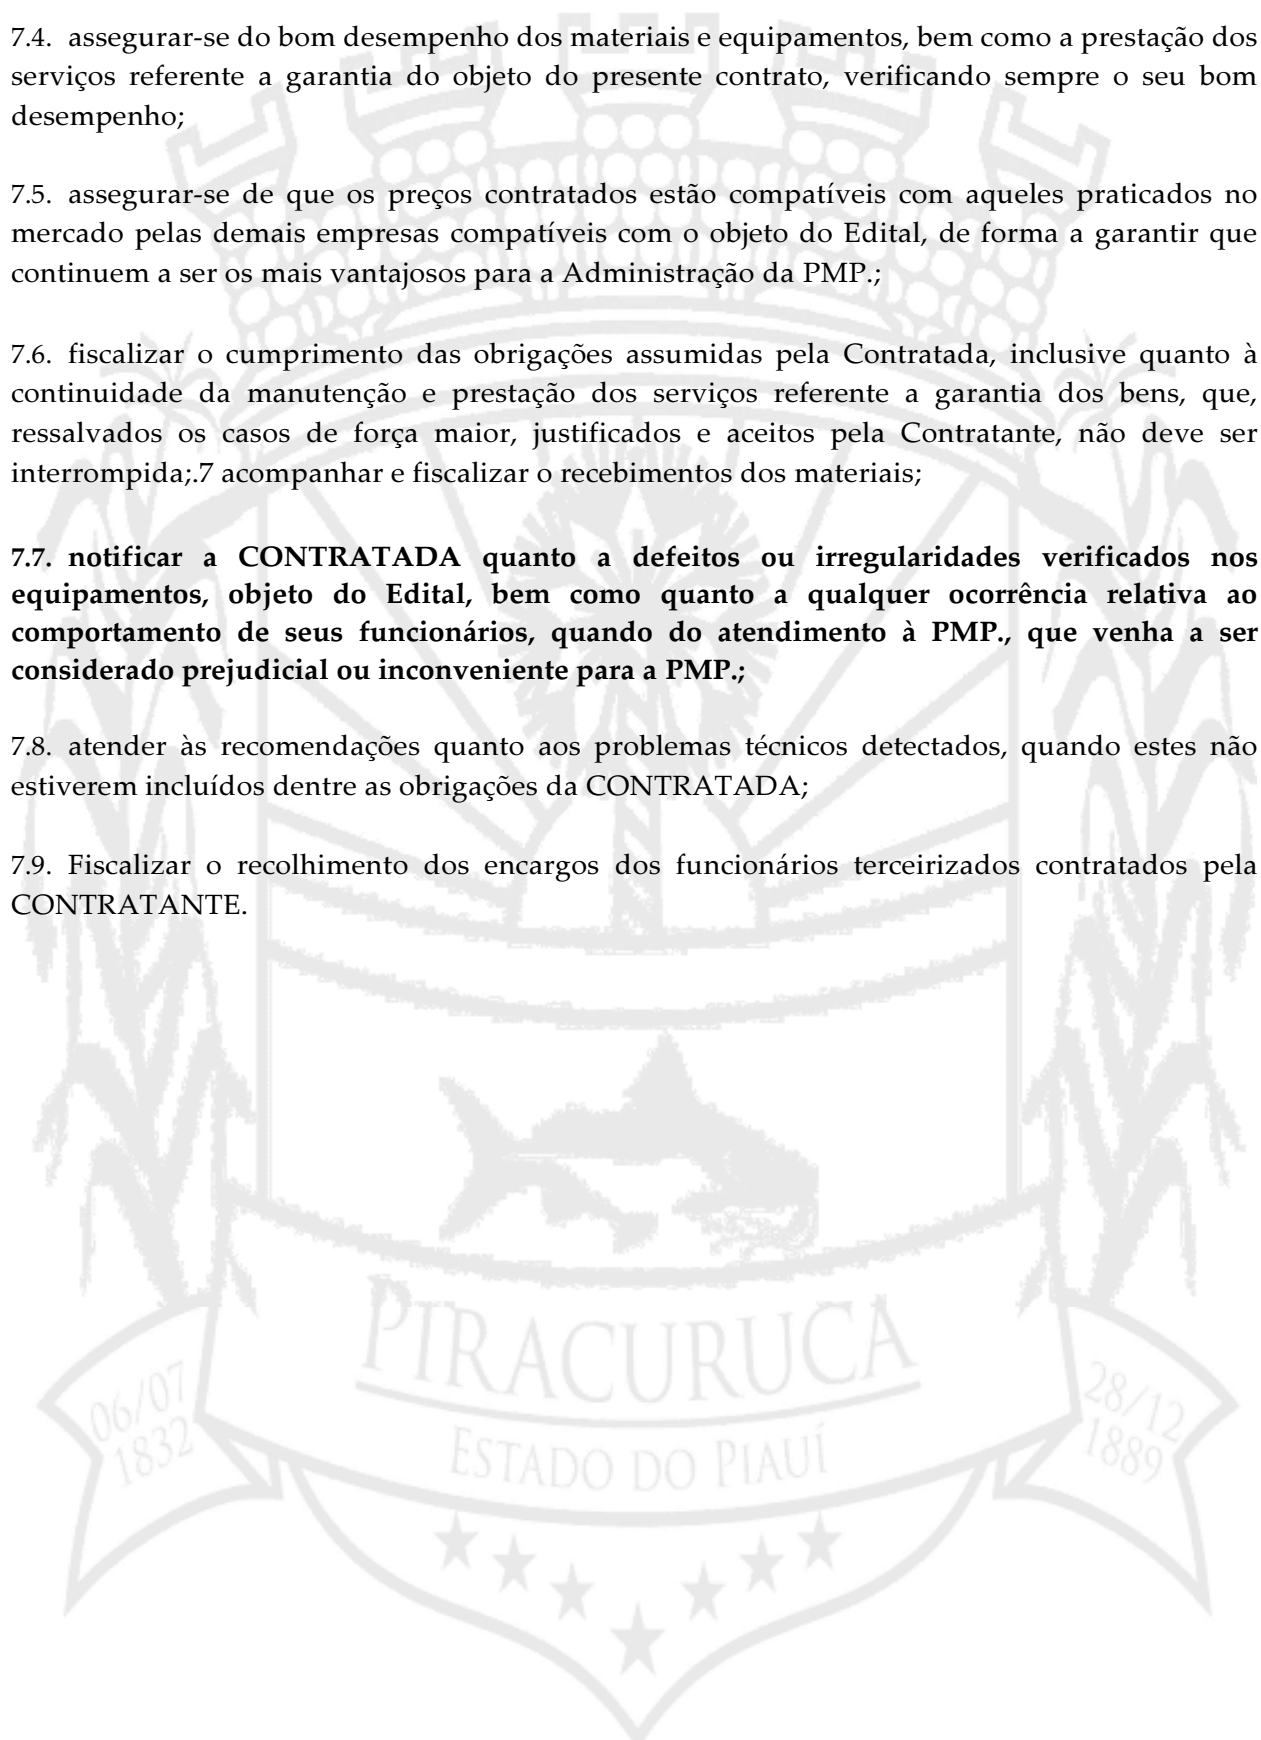 7.4. assegurar-se do bom desempenho dos materiais e equipamentos, bem como a prestação dos
serviços referente a garantia do objeto do presente contrato, verificando sempre o seu bom
desempenho;
7.5. assegurar-se de que os preços contratados estão compatíveis com aqueles praticados no
mercado pelas demais empresas compatíveis com o objeto do Edital, de forma a garantir que
continuem a ser os mais vantajosos para a Administração da PMP.;
7.6. fiscalizar o cumprimento das obrigações assumidas pela Contratada, inclusive quanto à
continuidade da manutenção e prestação dos serviços referente a garantia dos bens, que,
ressalvados os casos de força maior, justificados e aceitos pela Contratante, não deve ser
interrompida;.7 acompanhar e fiscalizar o recebimentos dos materiais;
7.7. notificar a CONTRATADA quanto a defeitos ou irregularidades verificados nos
equipamentos, objeto do Edital, bem como quanto a qualquer ocorrência relativa ao
comportamento de seus funcionários, quando do atendimento à PMP., que venha a ser
considerado prejudicial ou inconveniente para a PMP.;
7.8. atender às recomendações quanto aos problemas técnicos detectados, quando estes não
estiverem incluídos dentre as obrigações da CONTRATADA;
7.9. Fiscalizar o recolhimento dos encargos dos funcionários terceirizados contratados pela
CONTRATANTE.
PIRACURUCA
ESTADO DO PIAUÍ
06/07
1832
28/12
1889